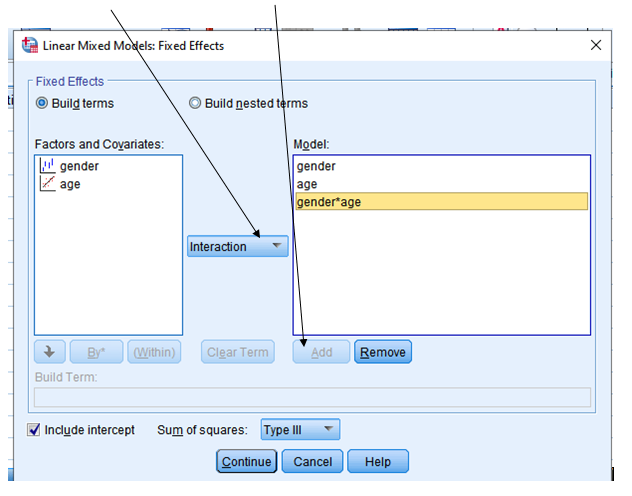 Linear Mixed Models: Fixed Effects
Fixed Effects
Build terms
Build nested terms
Factors and Covariates:
Model:
gender
age
gender
age
gender*age
Interaction
By*
(Within)
Clear Term
Add
Remove
Build Term:
Include intercept
Sum of squares:
Type III
Continue
Cancel
Help